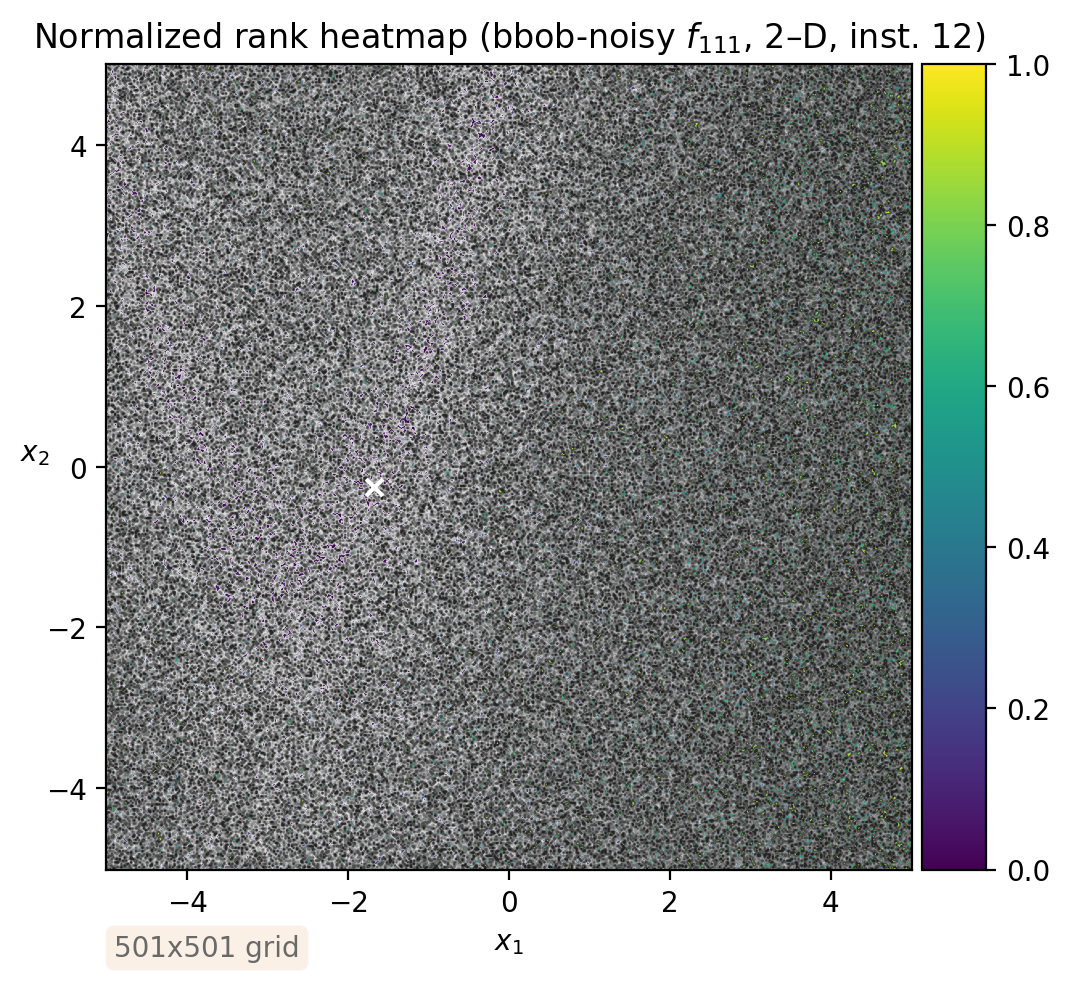 Normalized rank heatmap (bbob-noisy f₁₁₁, 2–D, inst. 12)
1.0
4
0.8
2
0.6
x₂ 0
0.4
−2
0.2
−4
0.0
−4 −2 0 2 4
x₁
501x501 grid